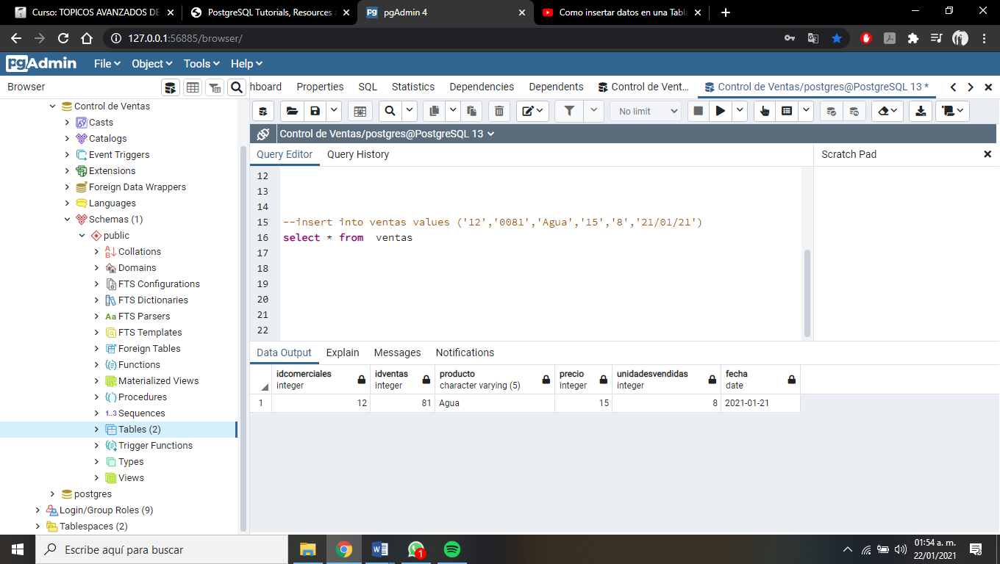 Curso: TOPICOS AVANZADOS DE
PostgreSQL Tutorials, Resources a
pgAdmin 4
Como insertar datos en una Tabla
127.0.0.1:56885/browser/
pgAdmin
File
Object
Tools
Help
Browser
hboard
Properties
SQL
Statistics
Dependencies
Dependents
Control de Vent...
Control de Ventas/postgres@PostgreSQL 13 *
No limit
Control de Ventas/postgres@PostgreSQL 13
Query Editor
Query History
Scratch Pad
Control de Ventas
Casts
Catalogs
Event Triggers
Extensions
Foreign Data Wrappers
Languages
Schemas (1)
public
Collations
Domains
FTS Configurations
FTS Dictionaries
Aa FTS Parsers
FTS Templates
Foreign Tables
Functions
Materialized Views
Procedures
1..3 Sequences
Tables (2)
Trigger Functions
Types
Views
postgres
Login/Group Roles (9)
Tablespaces (2)
12
13
14
15 --insert into ventas values ('12','0081','Agua','15','8','21/01/21')
16 select * from  ventas
17
18
19
20
21
22
Data Output
Explain
Messages
Notifications
idcomerciales integer
idventas integer
producto character varying (5)
precio integer
unidadesvendidas integer
fecha date
1 12 81 Agua 15 8 2021-01-21
Escribe aquí para buscar
1
01:54 a. m.
22/01/2021